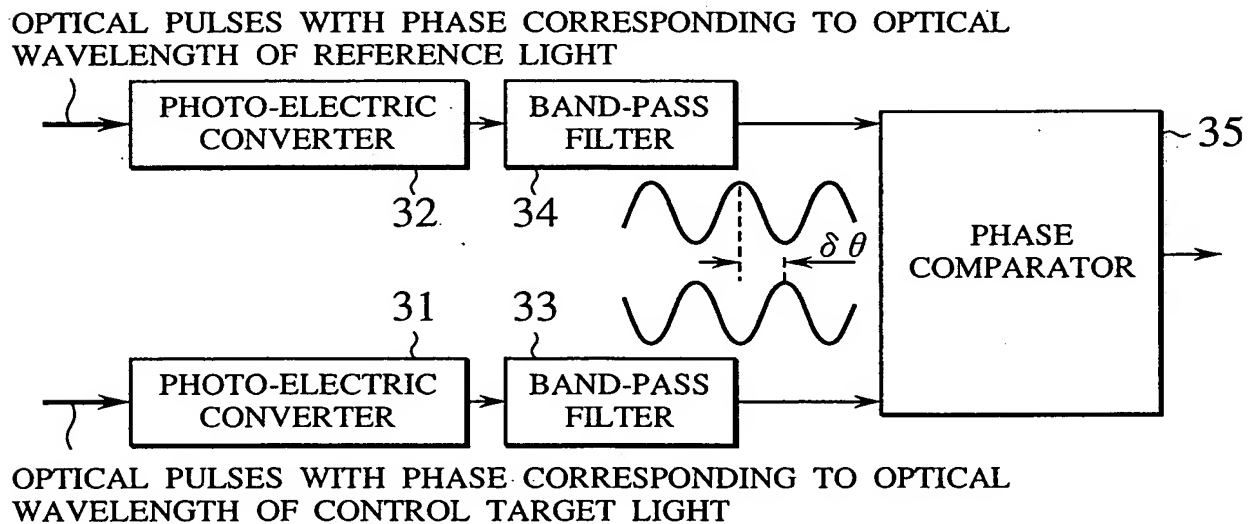 OPTICAL PULSES WITH PHASE CORRESPONDING TO OPTICAL
WAVELENGTH OF REFERENCE LIGHT
PHOTO-ELECTRIC
CONVERTER
32
BAND-PASS
FILTER
34
PHASE
COMPARATOR
35
δ θ
31
PHOTO-ELECTRIC
CONVERTER
33
BAND-PASS
FILTER
OPTICAL PULSES WITH PHASE CORRESPONDING TO OPTICAL
WAVELENGTH OF CONTROL TARGET LIGHT